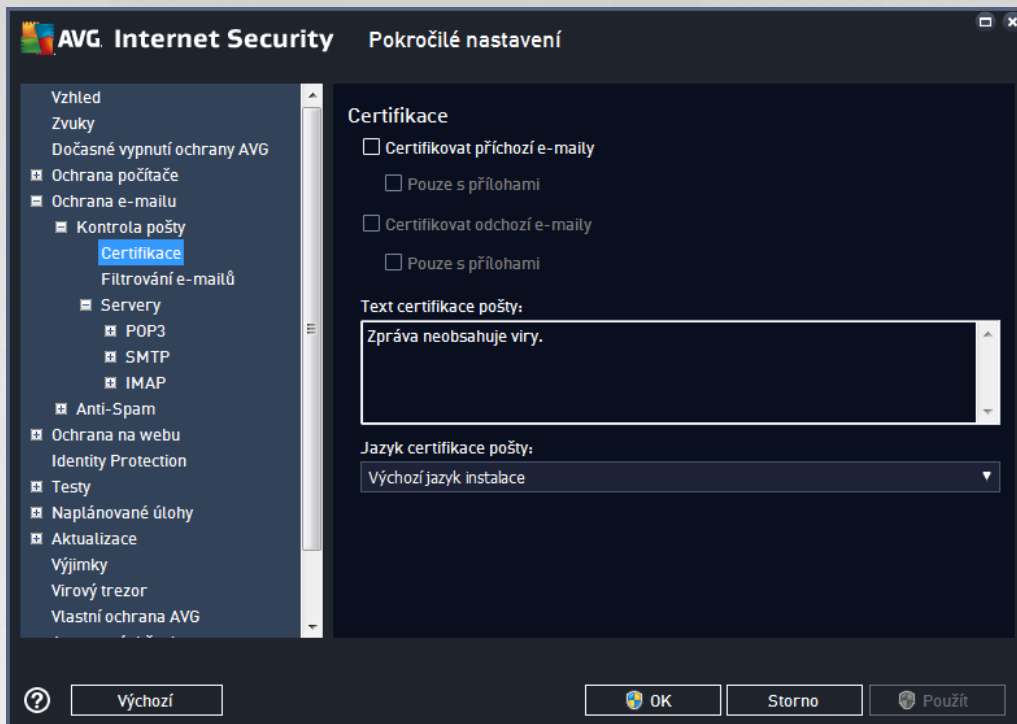 AVG. Internet Security Pokročilé nastavení
Vzhled
Zvuky
Dočasné vypnutí ochrany AVG
Ochrana počítače
Ochrana e-mailu
Kontrola pošty
Certifikace
Filtrování e-mailů
Servery
POP3
SMTP
IMAP
Anti-Spam
Ochrana na webu
Identity Protection
Testy
Naplánované úlohy
Aktualizace
Výjimky
Virový trezor
Vlastní ochrana AVG
Certifikace
Certifikovat příchozí e-maily
Pouze s přílohami
Certifikovat odchozí e-maily
Pouze s přílohami
Text certifikace pošty:
Zpráva neobsahuje viry.
Jazyk certifikace pošty:
Výchozí jazyk instalace
Výchozí
OK
Storno
Použít